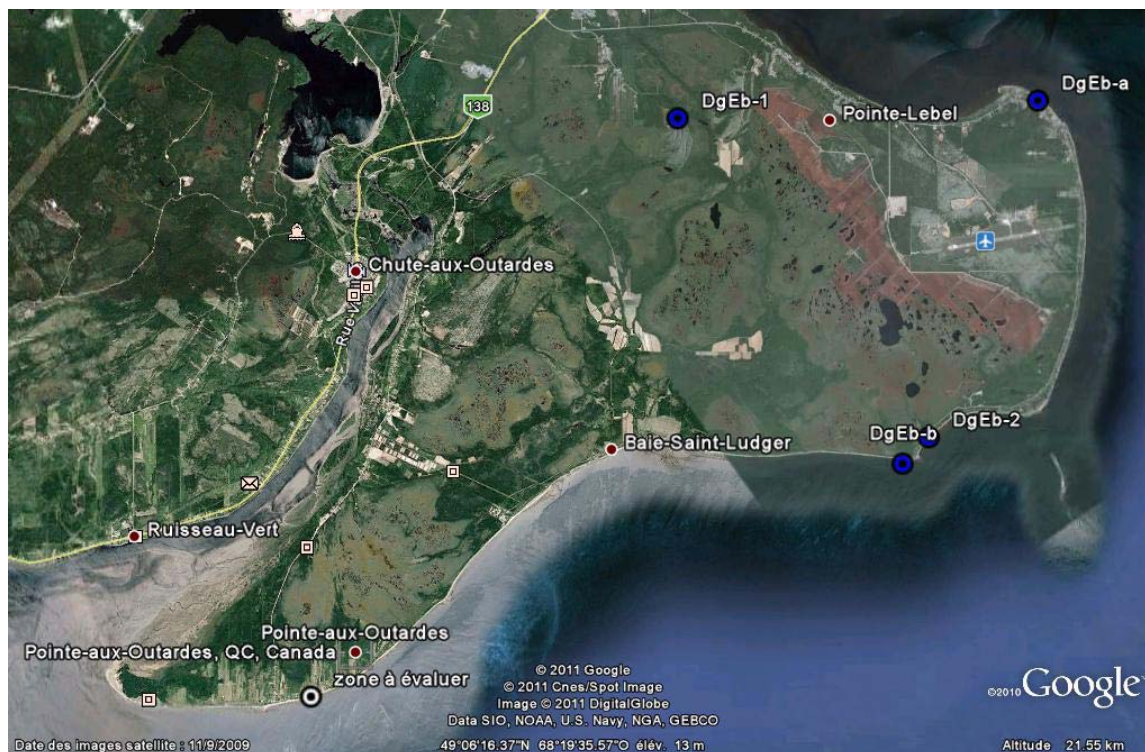 DgEb-a
138
DgEb-1
Pointe-Lebel
Chute-aux-Outardes
Baie-Saint-Ludger
DgEb-2
DgEb-b
Ruisseau-Vert
Pointe-aux-Outardes
Pointe-aux-Outardes, QC, Canada
zone à évaluer
© 2011 Google
© 2011 Cnes/Spot Image
Image © 2011 DigitalGlobe
Data SIO, NOAA, U.S. Navy, NGA, GEBCO
©2010 Google
Date des images satellite : 11/9/2009
49°06'16.37"N 68°19'35.57"O élév. 13 m
Altitude 21.55 km